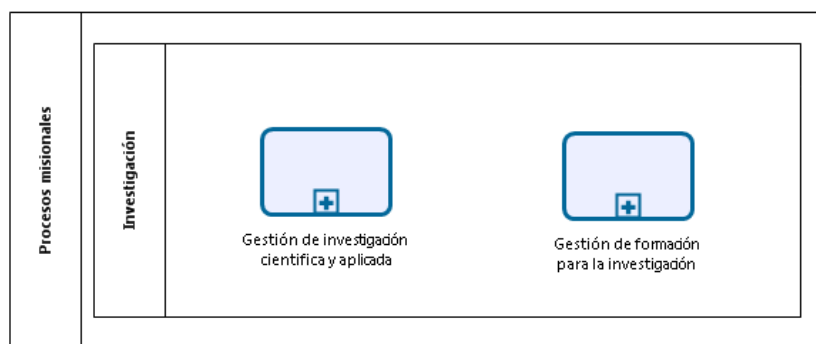 Procesos misionales
Investigación
Gestión de investigación
cientifica y aplicada
Gestión de formación
para la investigación